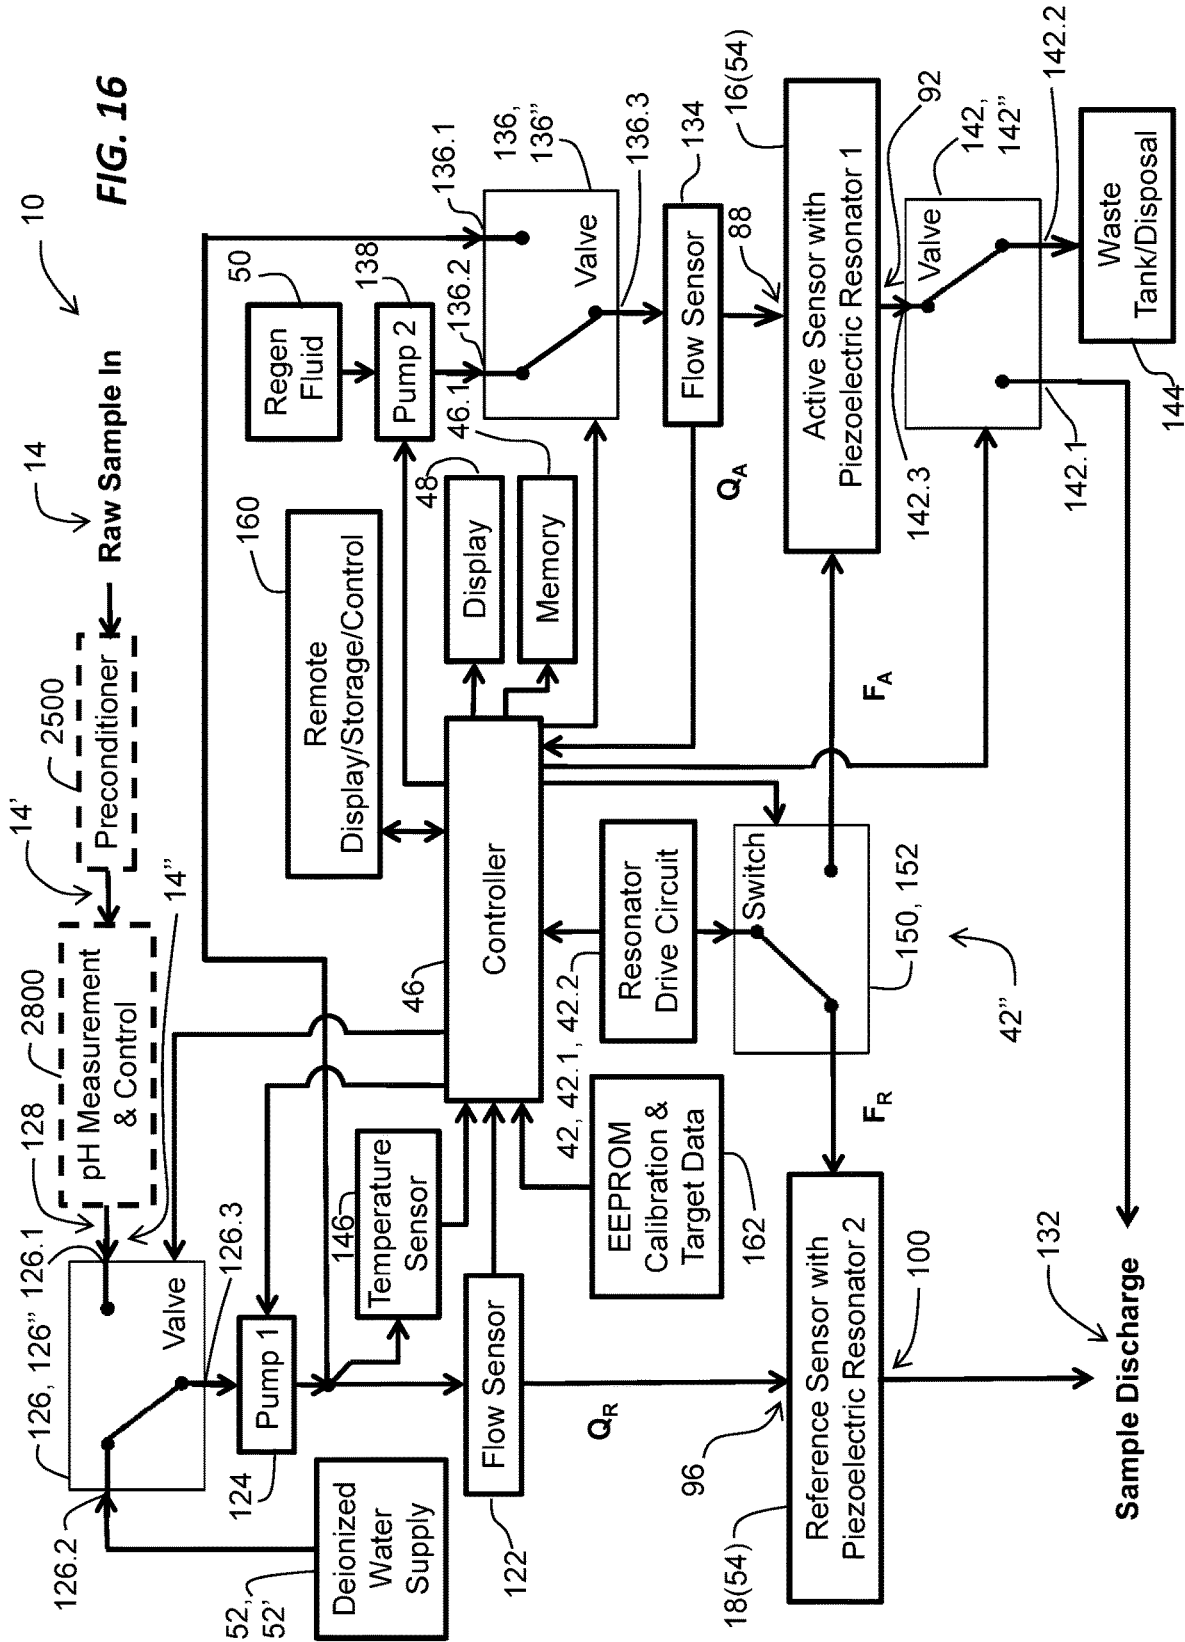 FIG. 16
10
14
Raw Sample In
2500
Preconditioner
14'
2800
pH Measurement
& Control
14”
128
126.1
126, 126”
Valve
126.3
126.2
Pump 1
124
Deionized
Water
Supply
52,
52'
146
Temperature
Sensor
Flow Sensor
122
Q_R
96
Reference Sensor with
Piezoelectric Resonator 2
18(54)
100
132
Sample Discharge
46
Controller
160
Remote
Display/Storage/Control
48
Display
46.1
Memory
EEPROM
Calibration &
Target Data
162
42, 42.1, 42.2
Resonator
Drive Circuit
Switch
150, 152
42”
F_R
F_A
50
Regen
Fluid
138
Pump 2
136.2
136.1
136,
136”
Valve
136.3
134
Flow Sensor
Q_A
88
16(54)
Active Sensor with
Piezoelectric Resonator 1
92
142.3
Valve
142,
142”
142.1
142.2
Waste
Tank/Disposal
144